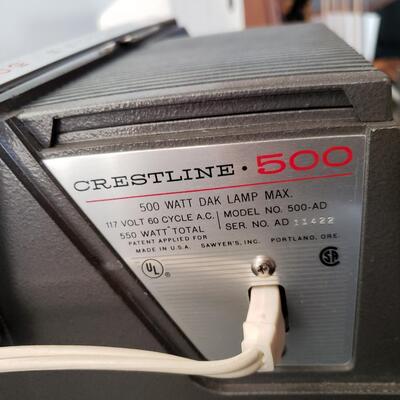 CRESTLINE · 500
500 WATT DAK LAMP MAX.
117 VOLT 60 CYCLE A.C.
550 WATT TOTAL
MODEL NO. 500-AD
SER. NO. AD 11422
PATENT APPLIED FOR
MADE IN U.S.A. SAWYER'S, INC. PORTLAND, ORE.
UL
SA